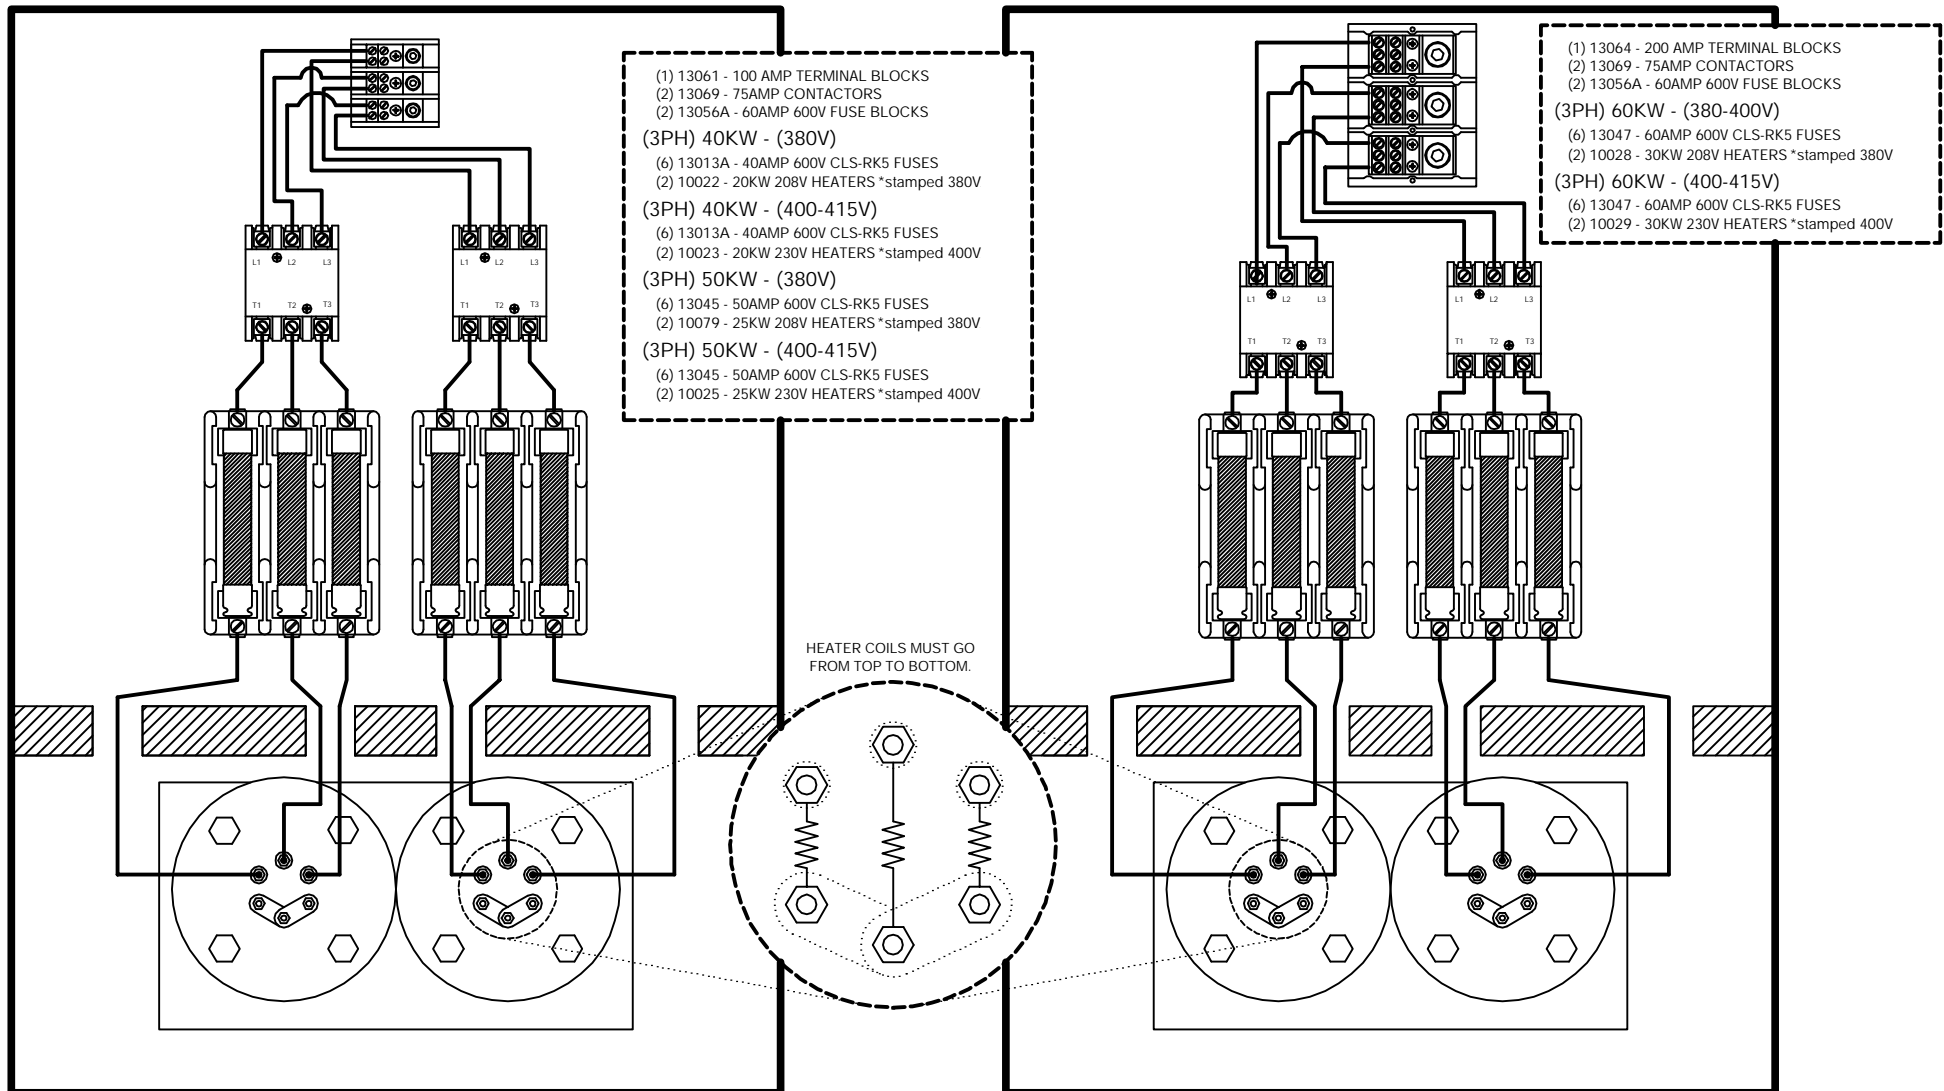 (1) 13061 - 100 AMP TERMINAL BLOCKS
(2) 13069 - 75AMP CONTACTORS
(2) 13056A - 60AMP 600V FUSE BLOCKS
(3PH) 40KW - (380V)
(6) 13013A - 40AMP 600V CLS-RK5 FUSES
(2) 10022 - 20KW 208V HEATERS *stamped 380V
(3PH) 40KW - (400-415V)
(6) 13013A - 40AMP 600V CLS-RK5 FUSES
(2) 10023 - 20KW 230V HEATERS *stamped 400V
(3PH) 50KW - (380V)
(6) 13045 - 50AMP 600V CLS-RK5 FUSES
(2) 10079 - 25KW 208V HEATERS *stamped 380V
(3PH) 50KW - (400-415V)
(6) 13045 - 50AMP 600V CLS-RK5 FUSES
(2) 10025 - 25KW 230V HEATERS *stamped 400V
(1) 13064 - 200 AMP TERMINAL BLOCKS
(2) 13069 - 75AMP CONTACTORS
(2) 13056A - 60AMP 600V FUSE BLOCKS
(3PH) 60KW - (380-400V)
(6) 13047 - 60AMP 600V CLS-RK5 FUSES
(2) 10028 - 30KW 208V HEATERS *stamped 380V
(3PH) 60KW - (400-415V)
(6) 13047 - 60AMP 600V CLS-RK5 FUSES
(2) 10029 - 30KW 230V HEATERS *stamped 400V
L1 L2 L3
T1 T2 T3
L1 L2 L3
T1 T2 T3
L1 L2 L3
T1 T2 T3
L1 L2 L3
T1 T2 T3
HEATER COILS MUST GO
FROM TOP TO BOTTOM.